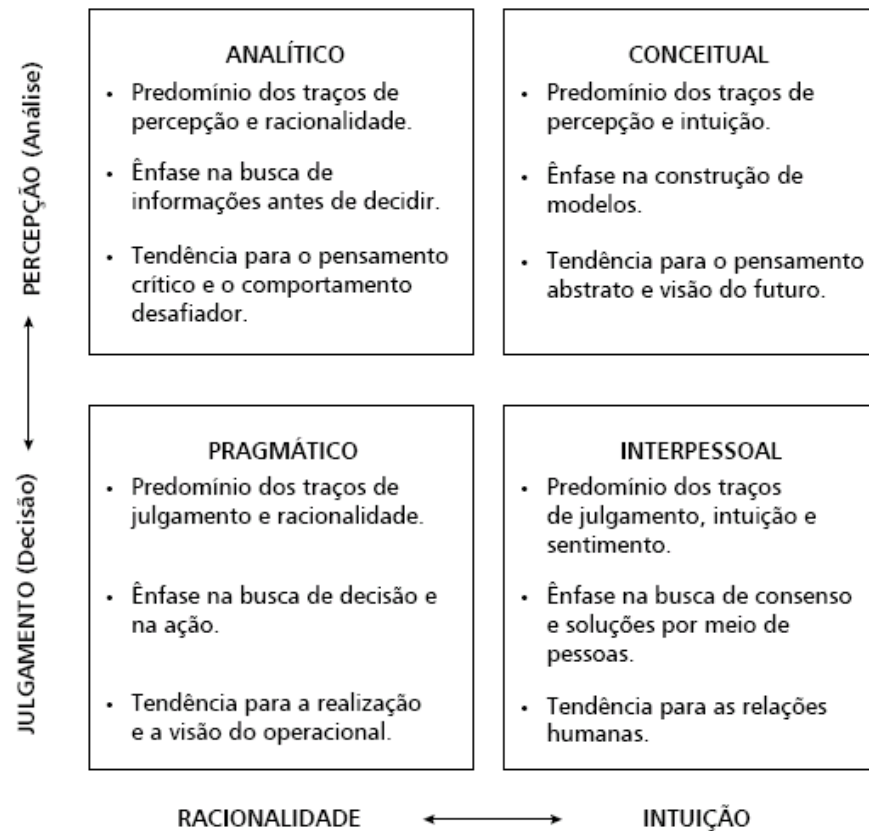 PERCEPÇÃO (Análise)
JULGAMENTO (Decisão)
ANALÍTICO
• Predomínio dos traços de
percepção e racionalidade.
• Ênfase na busca de
informações antes de decidir.
• Tendência para o pensamento
crítico e o comportamento
desafiador.
CONCEITUAL
• Predomínio dos traços de
percepção e intuição.
• Ênfase na construção de
modelos.
• Tendência para o pensamento
abstrato e visão do futuro.
PRAGMÁTICO
• Predomínio dos traços de
julgamento e racionalidade.
• Ênfase na busca de decisão e
na ação.
• Tendência para a realização
e a visão do operacional.
INTERPESSOAL
• Predomínio dos traços
de julgamento, intuição e
sentimento.
• Ênfase na busca de consenso
e soluções por meio de
pessoas.
• Tendência para as relações
humanas.
RACIONALIDADE
INTUIÇÃO